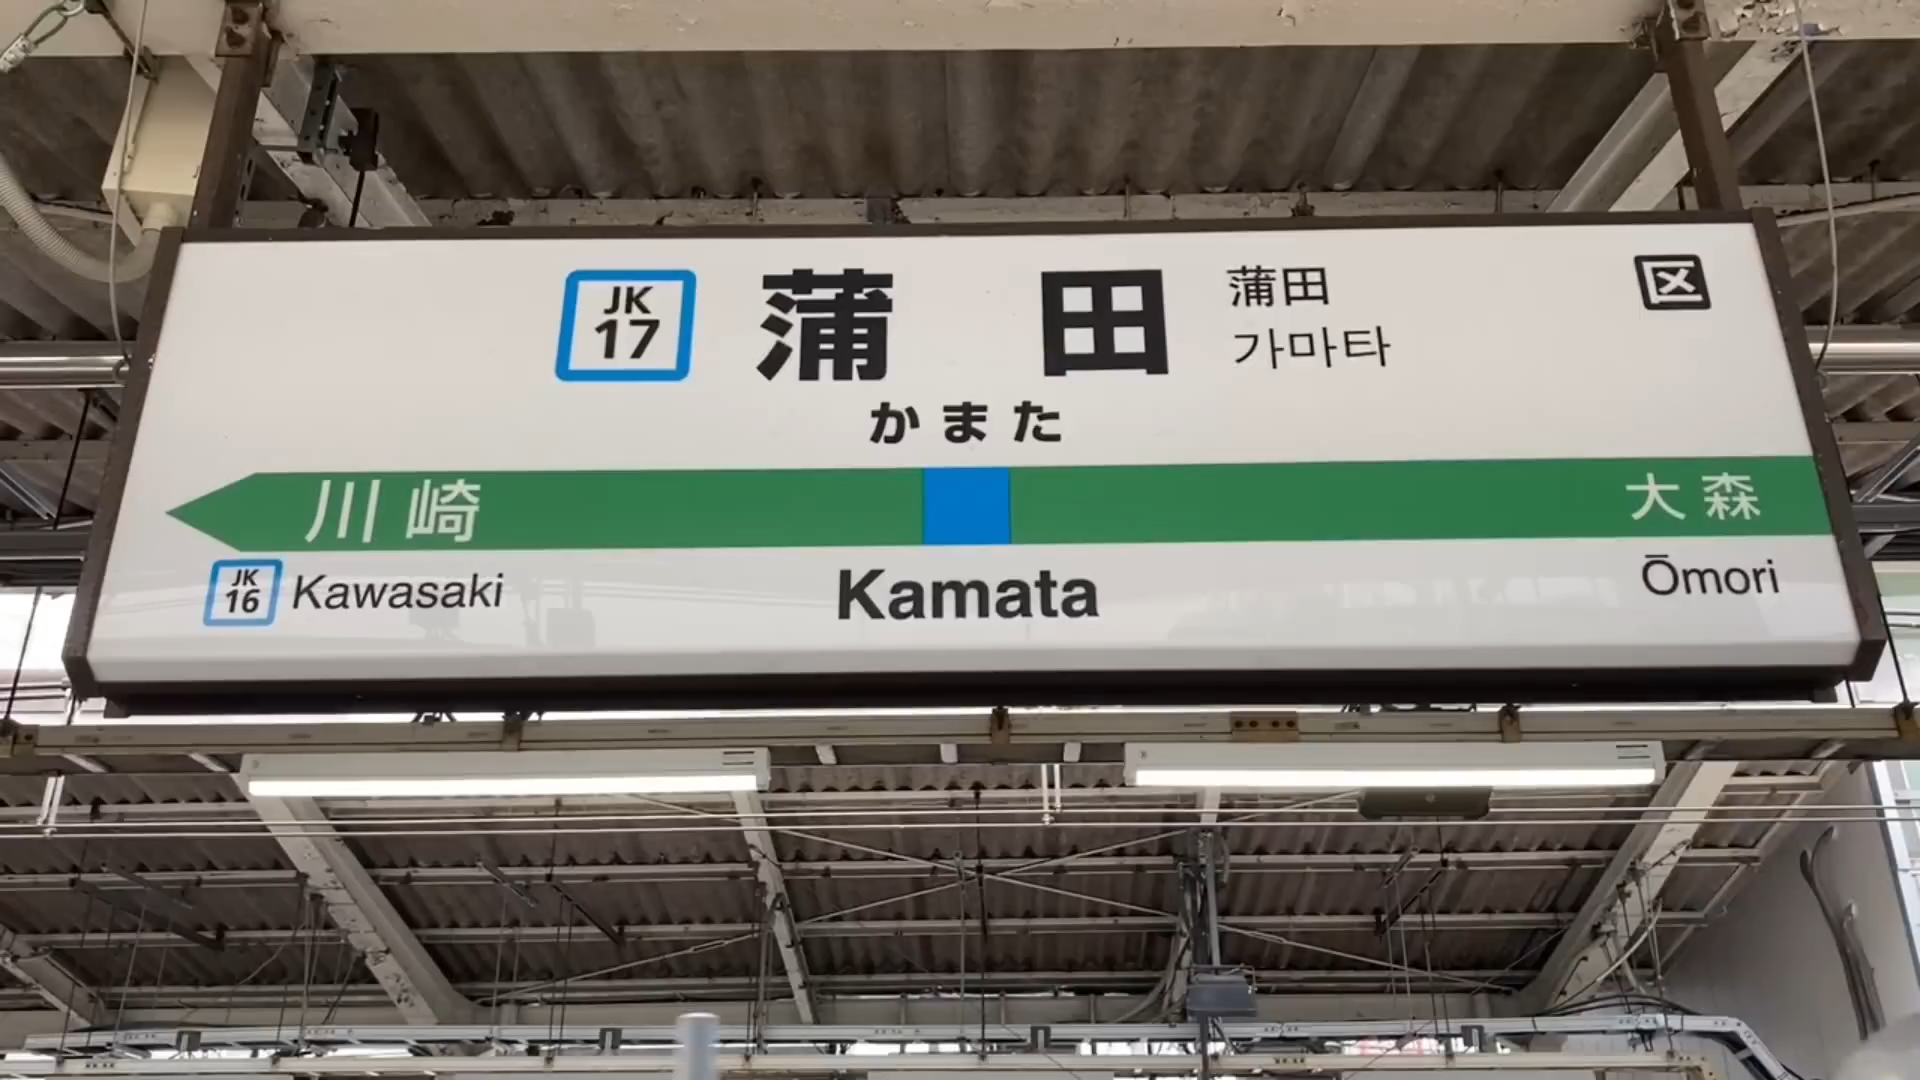 JK
17
蒲田
蒲田
가마타
区
かまた
川崎
大森
JK
16
Kawasaki
Kamata
Ōmori